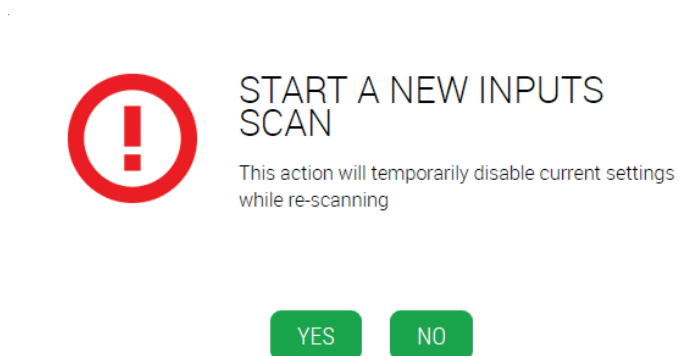 START A NEW INPUTS
SCAN
This action will temporarily disable current settings
while re-scanning
YES NO